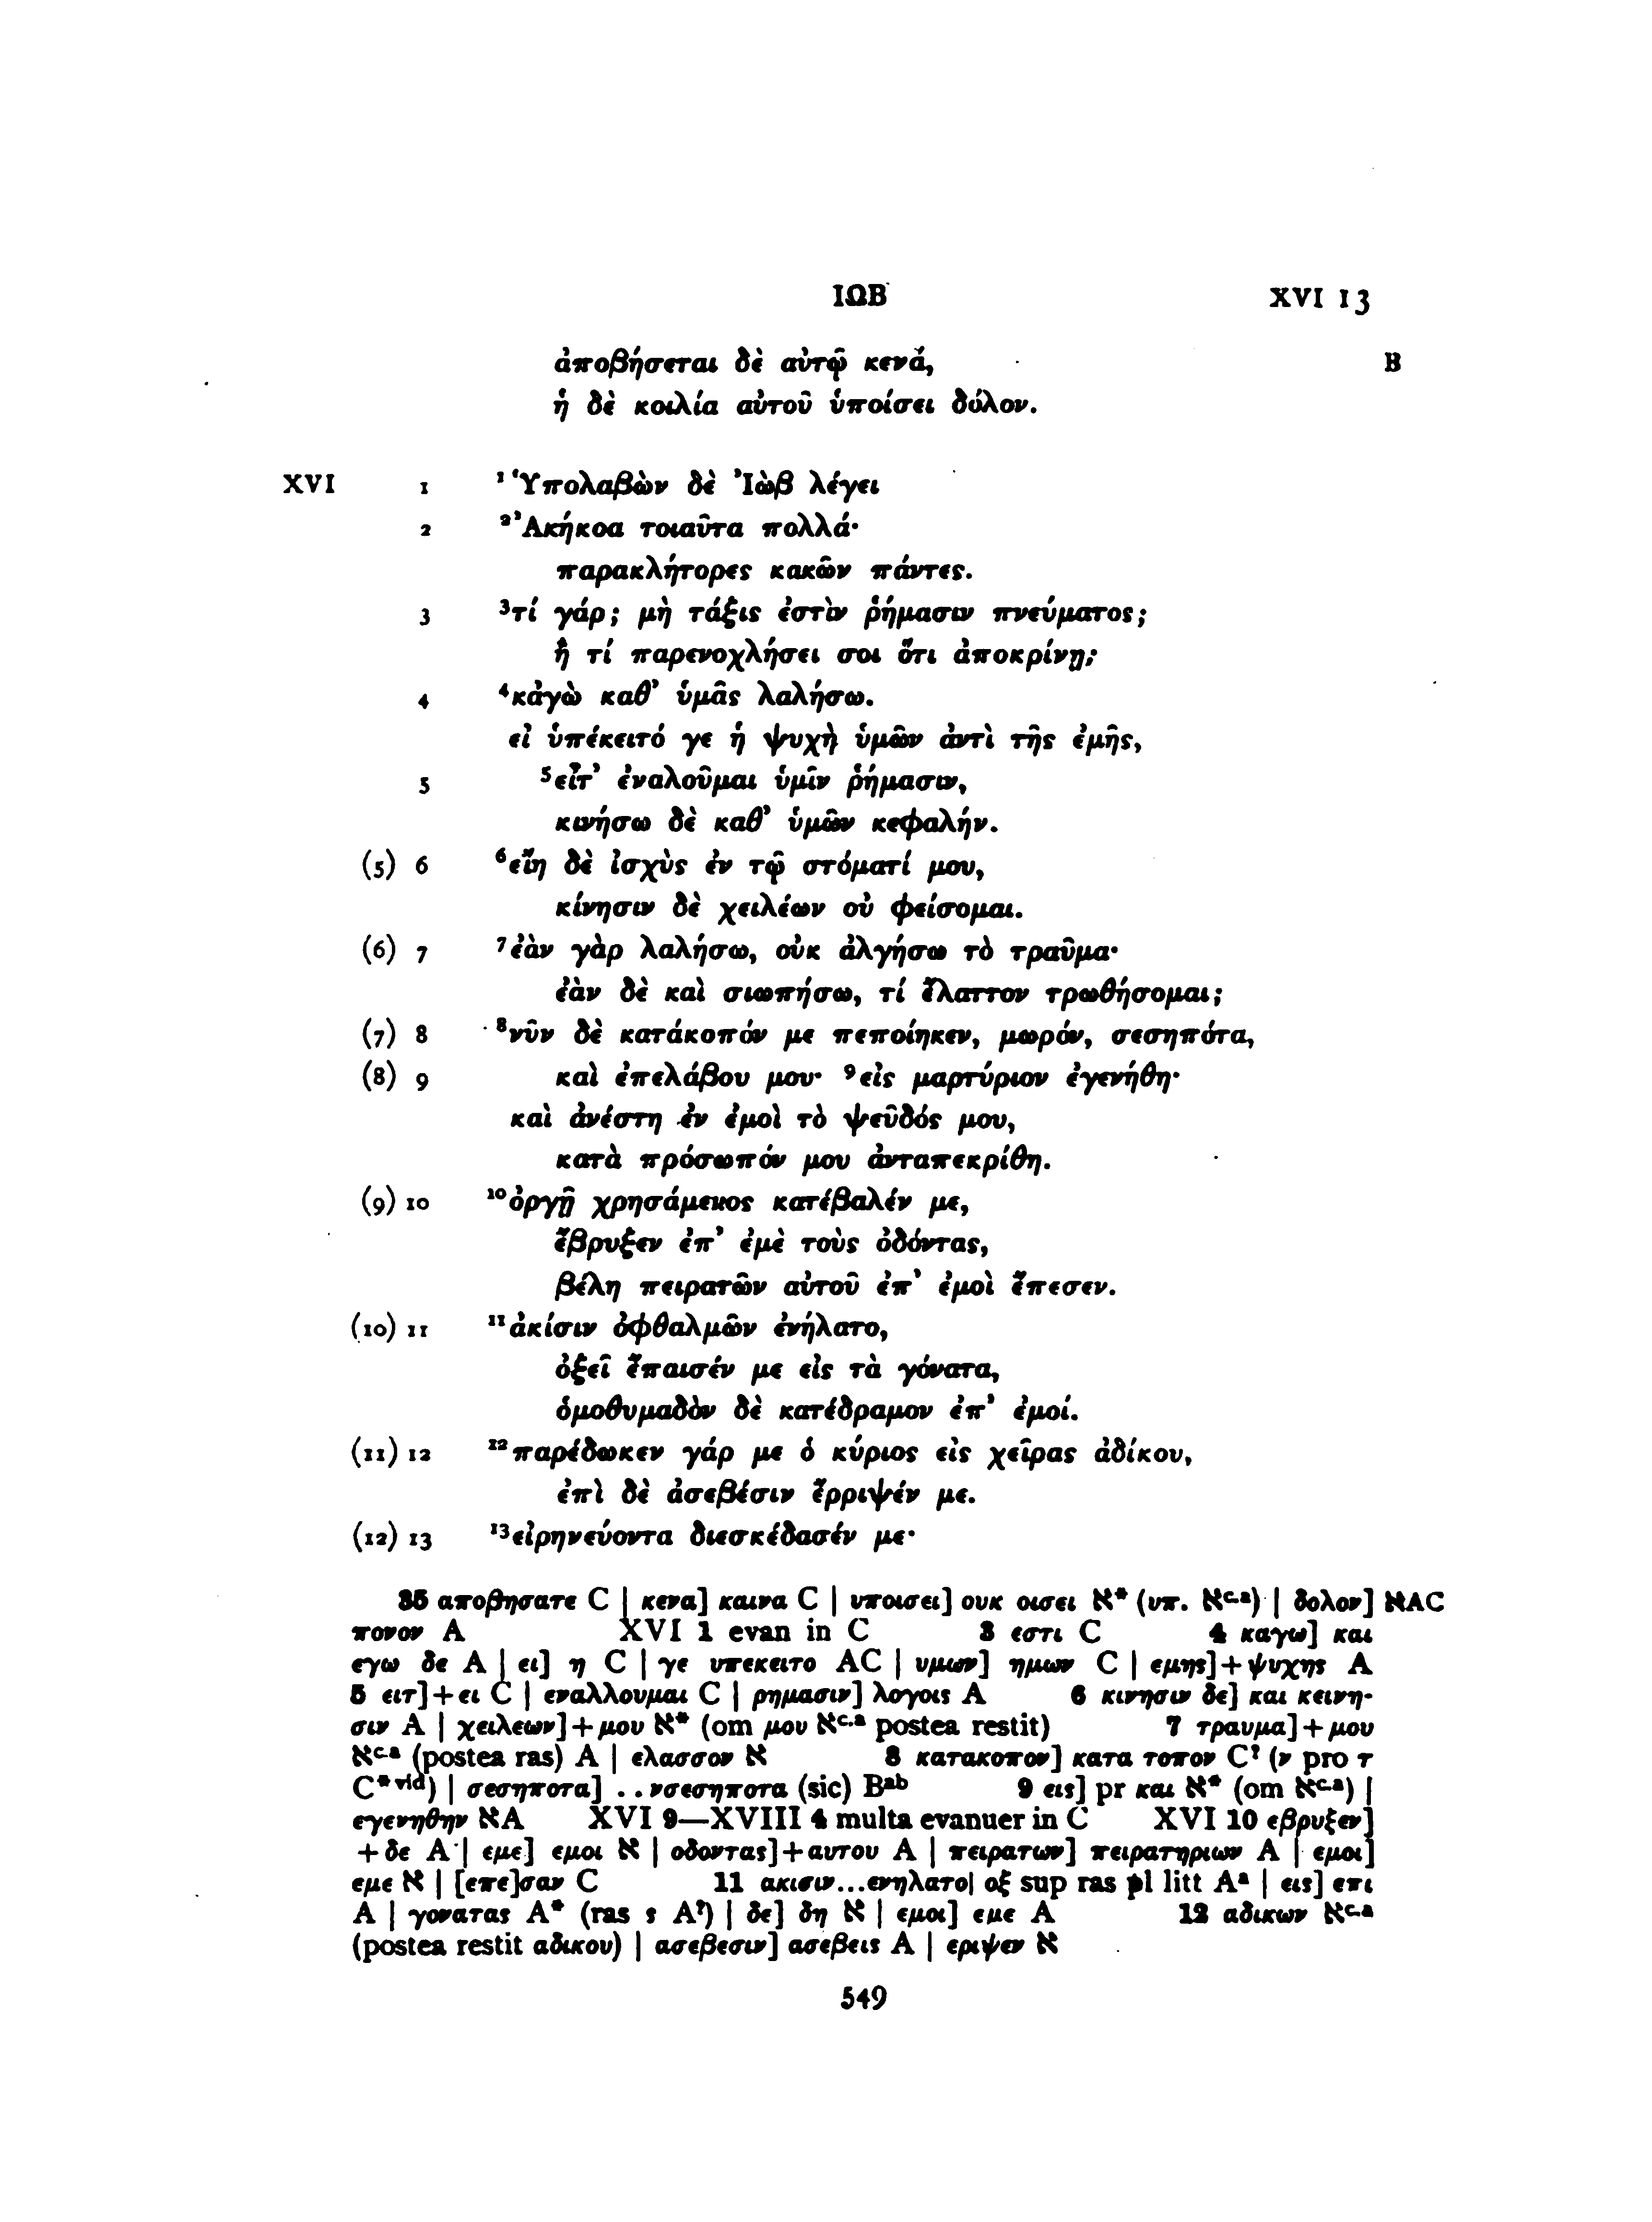 ΙΩΒ XVI 13
ἀποβήσεται δὲ αὐτῷ κενά, B
ἡ δὲ κοιλία αὐτοῦ ὑποίσει δόλον.
XVI 1 ¹Ὑπολαβὼν δὲ Ἰὼβ λέγει
2 ²Ἀκήκοα τοιαῦτα πολλά·
παρακλήτορες κακῶν πάντες.
3 ³τί γάρ; μὴ τάξις ἐστὶν ῥήμασιν πνεύματος;
ἢ τί παρενοχλήσει σοι ὅτι ἀποκρίνῃ;
4 ⁴κἀγὼ καθ’ ὑμᾶς λαλήσω.
εἰ ὑπέκειτό γε ἡ ψυχὴ ὑμῶν ἀντὶ τῆς ἐμῆς,
5 ⁵εἶτ’ ἐναλοῦμαι ὑμῖν ῥήμασιν,
κινήσω δὲ καθ’ ὑμῶν κεφαλήν.
(5) 6 ⁶εἴη δὲ ἰσχὺς ἐν τῷ στόματί μου,
κίνησιν δὲ χειλέων οὐ φείσομαι.
(6) 7 ⁷ἐὰν γὰρ λαλήσω, οὐκ ἀλγήσω τὸ τραῦμα·
ἐὰν δὲ καὶ σιωπήσω, τί ἔλαττον τρωθήσομαι;
(7) 8 ⁸νῦν δὲ κατάκοπόν με πεποίηκεν, μωρόν, σεσηπότα,
(8) 9 καὶ ἐπελάβου μου· ⁹εἰς μαρτύριον ἐγενήθη·
καὶ ἀνέστη ἐν ἐμοὶ τὸ ψεῦδός μου,
κατὰ πρόσωπόν μου ἀνταπεκρίθη.
(9) 10 ¹⁰ὀργῇ χρησάμενος κατέβαλέν με,
ἔβρυξεν ἐπ’ ἐμὲ τοὺς ὀδόντας,
βέλη πειρατῶν αὐτοῦ ἐπ’ ἐμοὶ ἔπεσεν.
(10) 11 ¹¹ἀκίσιν ὀφθαλμῶν ἐνήλατο,
ὀξεῖ ἔπαισέν με εἰς τὰ γόνατα,
ὁμοθυμαδὸν δὲ κατέδραμον ἐπ’ ἐμοί.
(11) 12 ¹²παρέδωκεν γάρ με ὁ κύριος εἰς χεῖρας ἀδίκου,
ἐπὶ δὲ ἀσεβέσιν ἔρριψέν με.
(12) 13 ¹³εἰρηνεύοντα διεσκέδασέν με·
35 αποβησατε C | κενα] καινα C | υποισει] ουκ οισει ℵ* (υπ. ℵc.a) | δολον] ℵAC
πονον A XVI 1 evan in C 3 εστι C 4 καγω] και
εγω δε A | ει] η C | γε υπεκειτο AC | υμων] ημων C | εμης]+ψυχης A
5 ειτ]+ει C | εναλλουμαι C | ρημασιν] λογοις A 6 κινησιν δε] και κεινη-
σιν A | χειλεων]+μου ℵ* (om μου ℵc.a postea restit) 7 τραυμα]+μου
ℵc.a (postea ras) A | ελασσον ℵ 8 κατακοπον] κατα τοπον C? (ν pro τ
C*vid) | σεσηποτα] . . νσεσηποτα (sic) Bab 9 εις] pr και ℵ* (om ℵc.a) |
εγενηθην ℵA XVI 9—XVIII 4 multa evanuer in C XVI 10 εβρυξεν]
+δε A | εμε] εμοι ℵ | οδοντας]+αυτου A | πειρατων] πειρατηριων A | εμοι]
εμε ℵ | [επε]σαν C 11 ακισιν...ενηλατο| οξ sup ras pl litt Aa | εις] επι
A | γονατας A* (ras ς A?) | δε] δη ℵ | εμοι] εμε A 12 αδικων ℵc.a
(postea restit αδικου) | ασεβεσιν] ασεβεις A | εριψεν ℵ
549